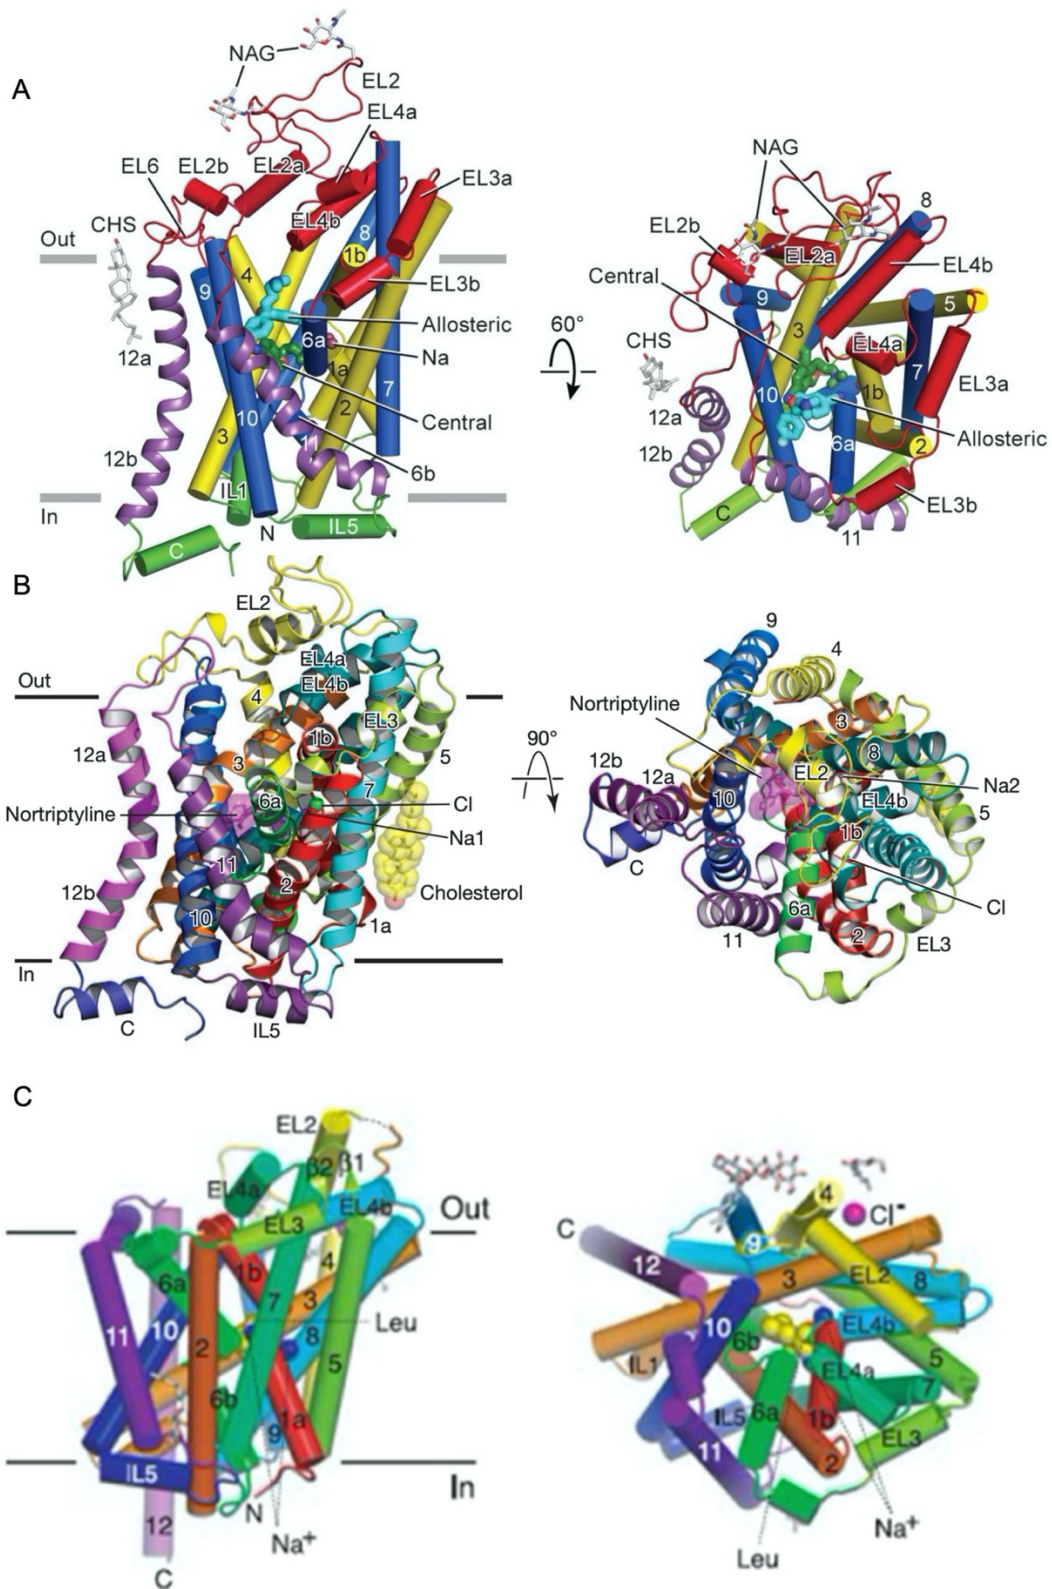 A
NAG
EL2
EL4a
EL6
EL2b
EL2a
EL3a
CHS
EL4b
Out
8
1b
4
9
EL3b
Allosteric
6a
Na
12a
1a
7
2
Central
10
3
11
12b
6b
IL1
In
N
IL5
C
60°
NAG
8
EL2b
EL2a
EL4b
Central
9
5
3
CHS
EL4a
7
EL3a
10
1b
12a
Allosteric
12b
6a
2
EL3b
C
11
B
EL2
EL4a
Out
EL4b
4
EL3
1b
12a
3
5
7
6a
Cl
Nortriptyline
Na1
11
2
12b
Cholesterol
10
1a
In
C
IL5
90°
9
4
Nortriptyline
3
8
12b
12a
EL2
Na2
10
EL4b
5
1b
C
6a
Cl
11
2
EL3
C
EL2
β2
β1
EL4a
EL4b
Out
EL3
6a
1b
4
7
3
11
10
2
8
Leu
5
6b
1a
9
IL5
In
N
12
Na⁺
C
4
Cl⁻
C
9
12
3
EL2
8
10
EL4b
6b
IL1
5
EL4a
7
IL5
6a
1b
EL3
11
2
Na⁺
Leu